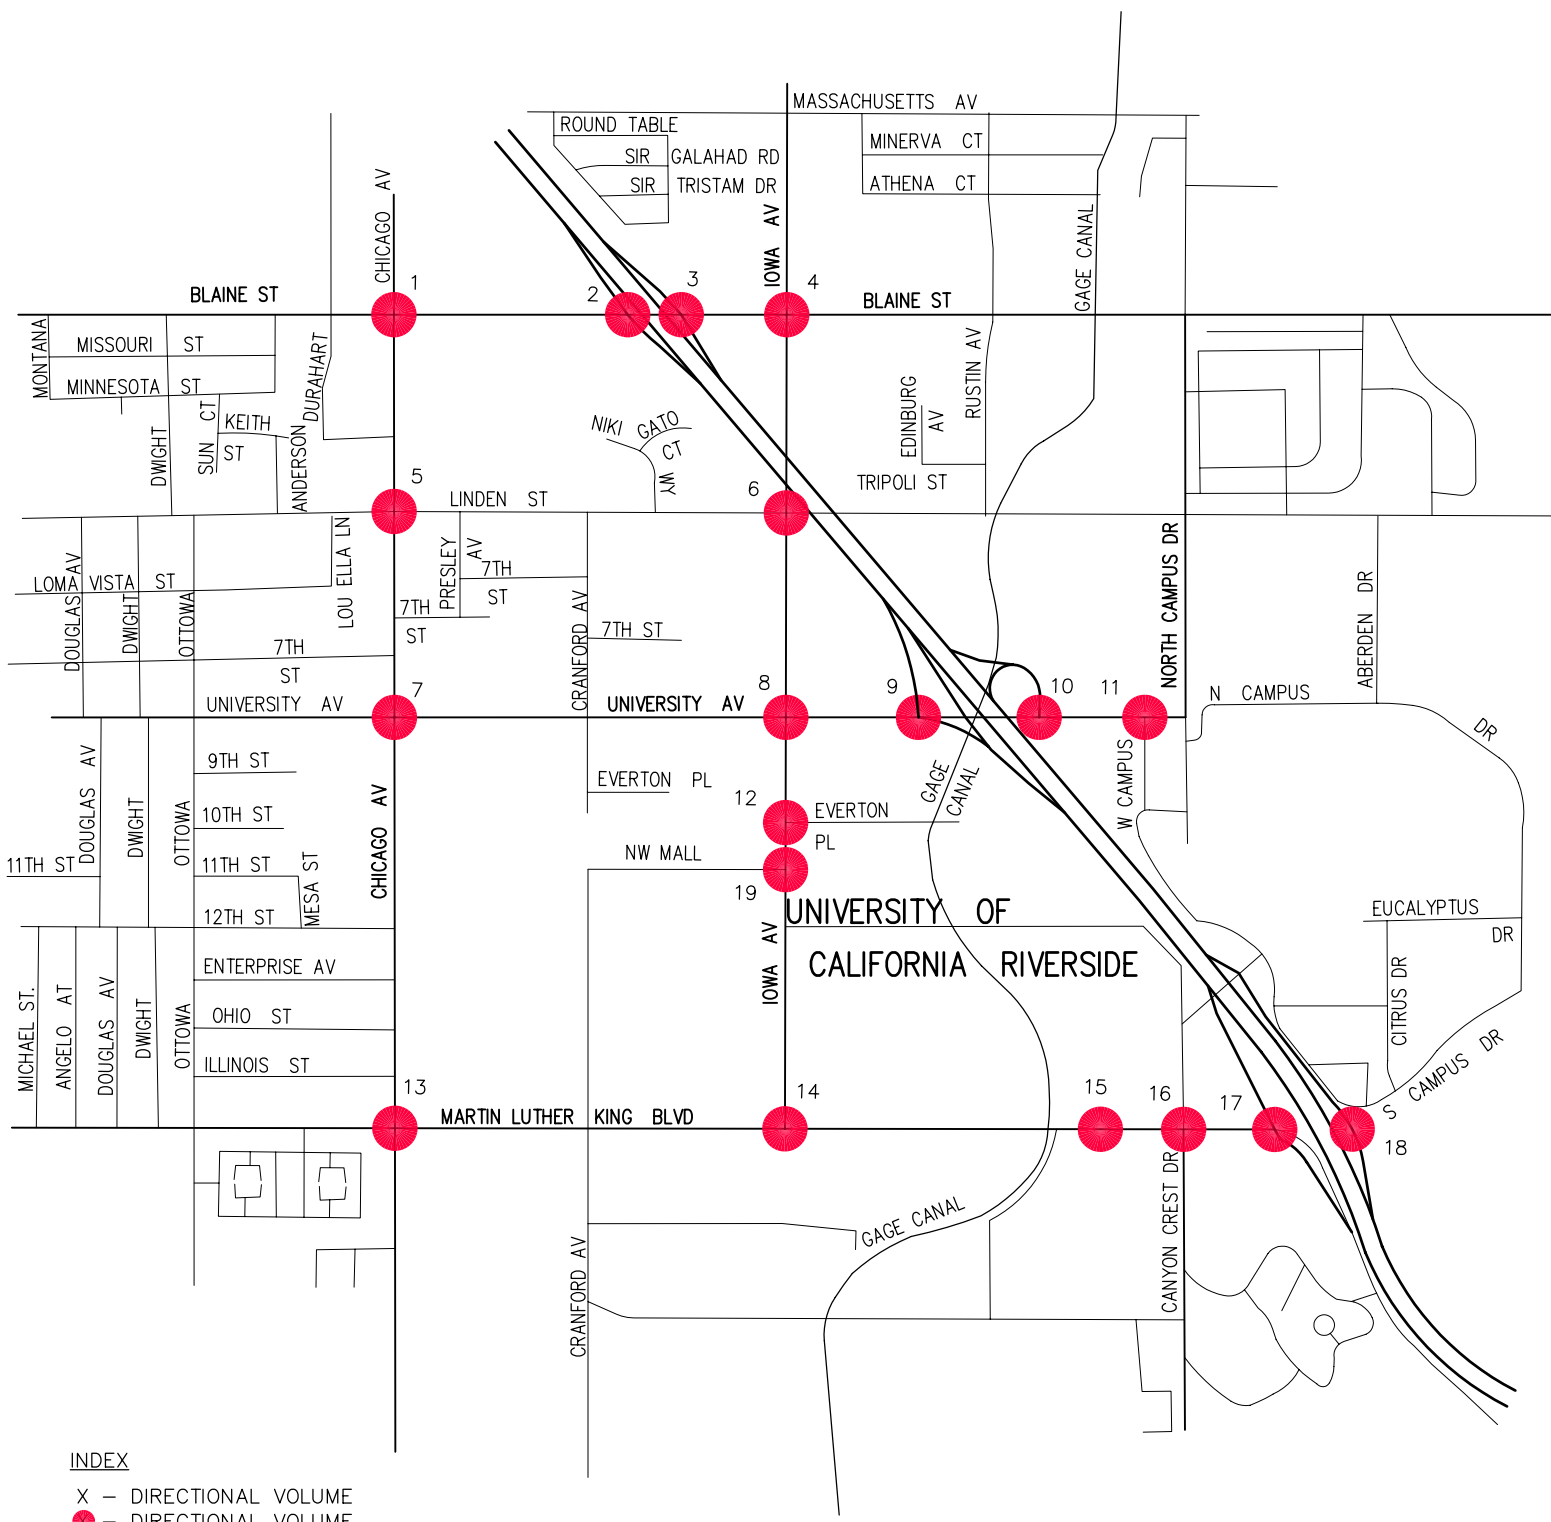 MASSACHUSETTS AV
ROUND TABLE
MINERVA CT
SIR GALAHAD RD
SIR TRISTAM DR
ATHENA CT
CHICAGO AV
IOWA AV
GAGE CANAL
BLAINE ST
1
2
3
4
BLAINE ST
MONTANA
MISSOURI ST
MINNESOTA ST
DURAHART
RUSTIN AV
EDINBURG
AV
SUN CT
KEITH
ST
DWIGHT
ANDERSON
NIKI GATO
CT
WY
TRIPOLI ST
5
LINDEN ST
6
LOU ELLA LN
PRESLEY
AV
7TH
ST
NORTH CAMPUS DR
ABERDEN DR
LOMA VISTA ST
DOUGLAS AV
DWIGHT
OTTOWA
7TH
ST
CRANFORD AV
7TH ST
7TH
ST
UNIVERSITY AV
7
UNIVERSITY AV
8
9
10
11
N CAMPUS
DR
9TH ST
DOUGLAS AV
DWIGHT
OTTOWA
CHICAGO AV
EVERTON PL
12
EVERTON
PL
GAGE
CANAL
W CAMPUS
10TH ST
11TH ST
11TH ST
MESA ST
NW MALL
19
UNIVERSITY OF
CALIFORNIA RIVERSIDE
12TH ST
EUCALYPTUS
DR
CITRUS DR
IOWA AV
ENTERPRISE AV
MICHAEL ST.
ANGELO AT
DOUGLAS AV
DWIGHT
OTTOWA
OHIO ST
ILLINOIS ST
S CAMPUS DR
13
MARTIN LUTHER KING BLVD
14
15
16
17
18
CANYON CREST DR
GAGE CANAL
CRANFORD AV
INDEX
X – DIRECTIONAL VOLUME
X – DIRECTIONAL VOLUME